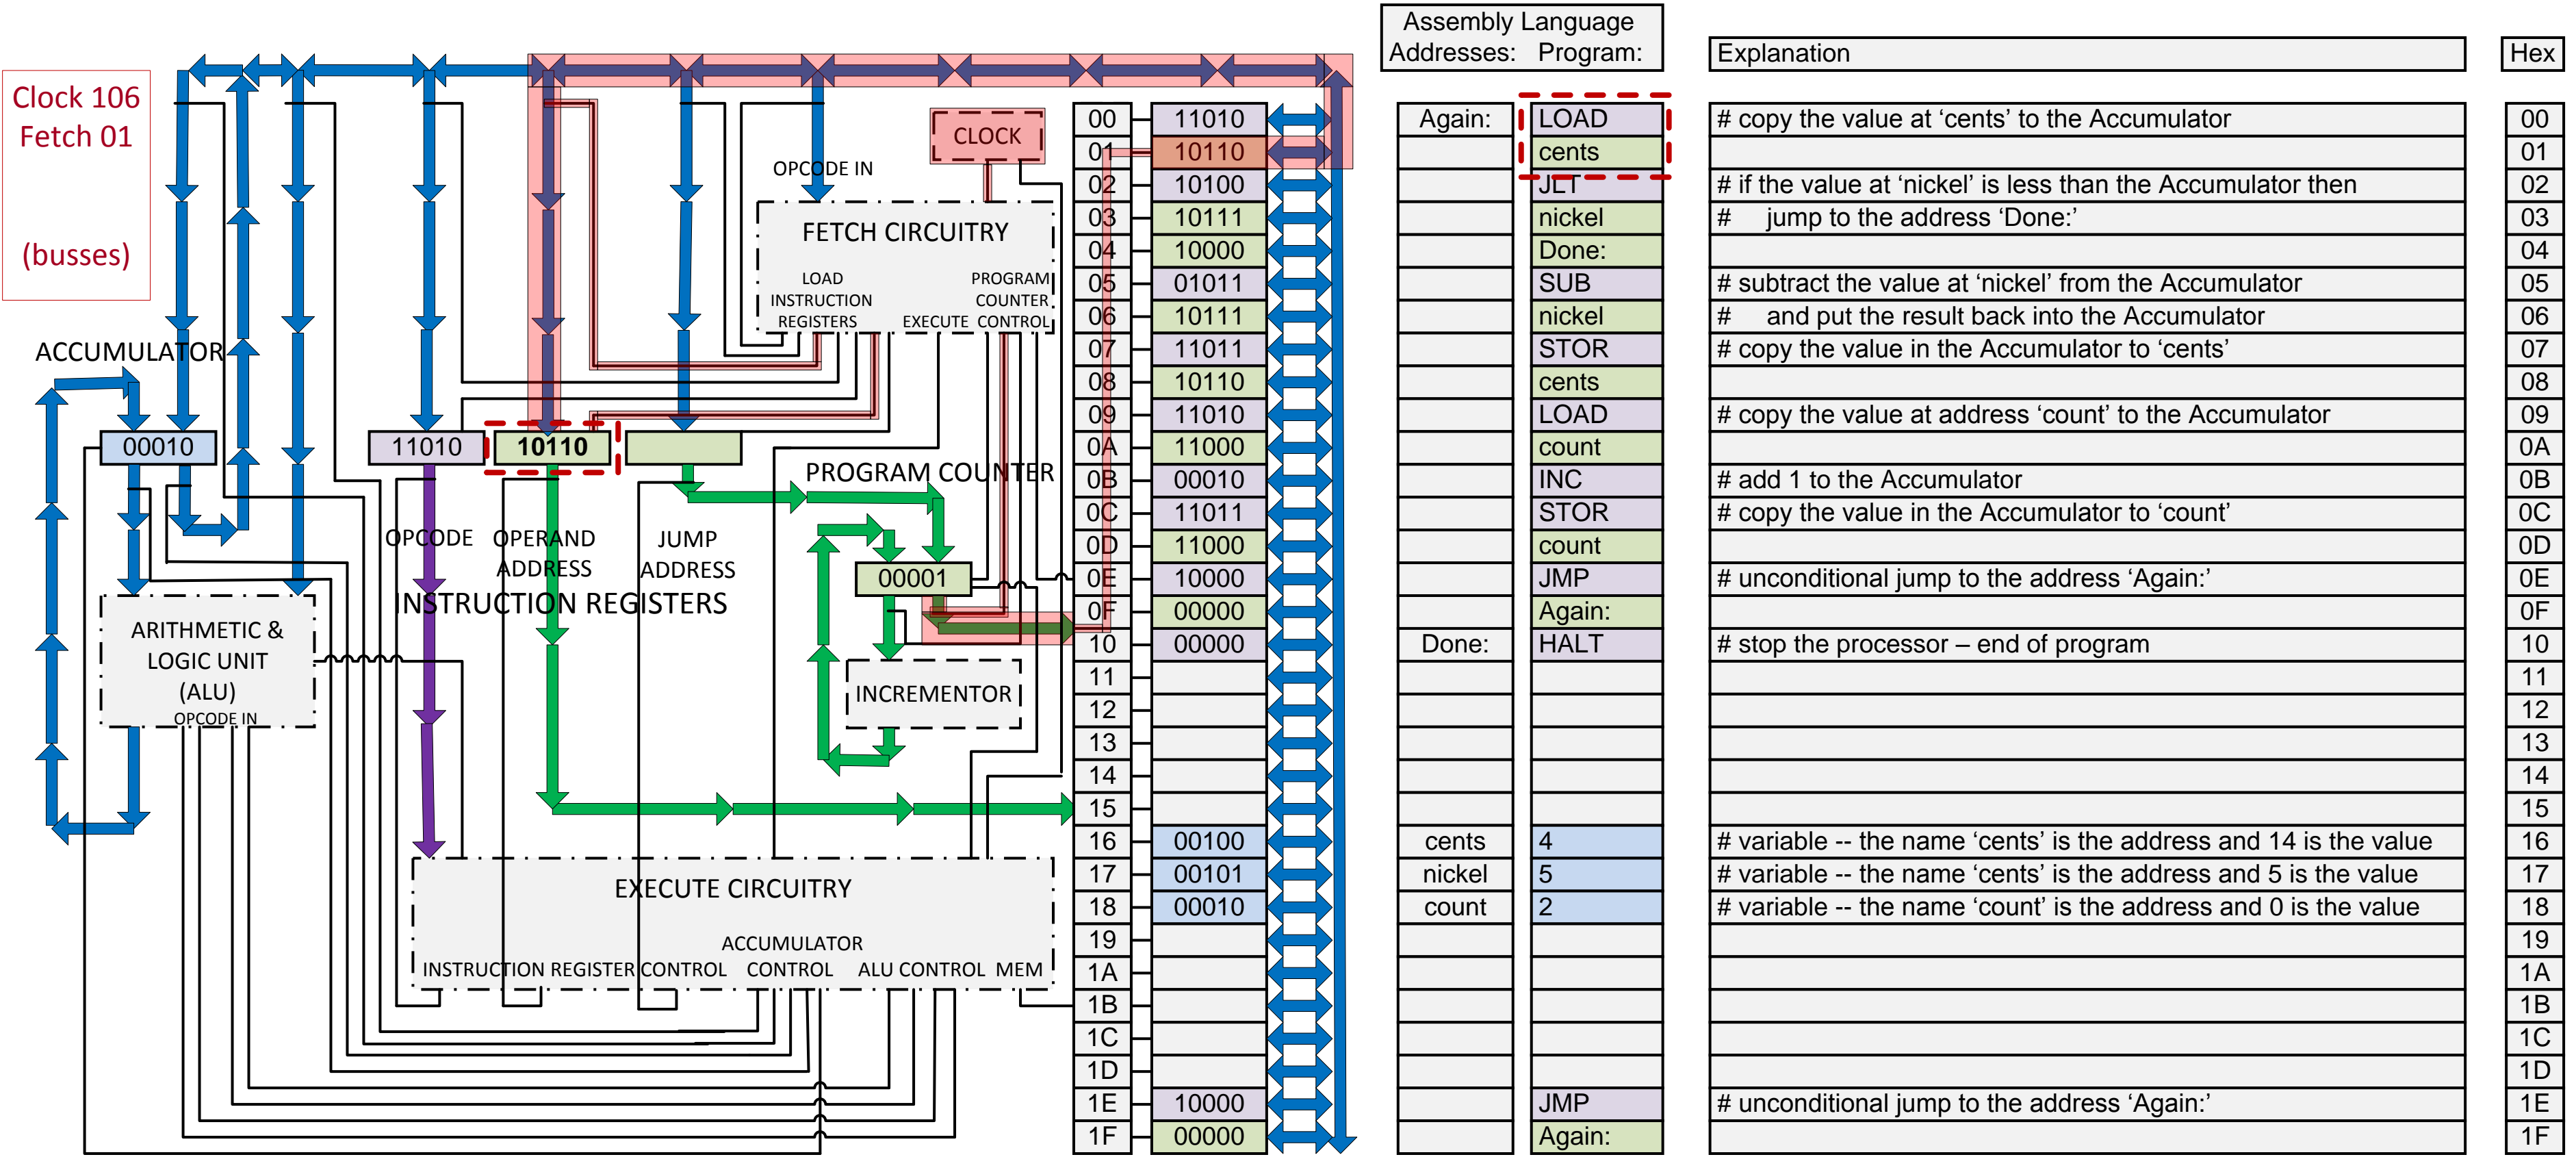 Assembly Language
Addresses: Program:
Explanation
Hex
Clock 106
Fetch 01
(busses)
CLOCK
OPCODE IN
FETCH CIRCUITRY
LOAD
INSTRUCTION
REGISTERS
EXECUTE
PROGRAM
COUNTER
CONTROL
ACCUMULATOR
00010
11010
10110
PROGRAM COUNTER
OPCODE
OPERAND
ADDRESS
JUMP
ADDRESS
INSTRUCTION REGISTERS
00001
INCREMENTOR
ARITHMETIC &
LOGIC UNIT
(ALU)
OPCODE IN
EXECUTE CIRCUITRY
INSTRUCTION REGISTER CONTROL
ACCUMULATOR
CONTROL
ALU CONTROL
MEM
00 11010 Again: LOAD # copy the value at ‘cents’ to the Accumulator 00
01 10110 cents 01
02 10100 JLT # if the value at ‘nickel’ is less than the Accumulator then 02
03 10111 nickel # jump to the address ‘Done:’ 03
04 10000 Done: 04
05 01011 SUB # subtract the value at ‘nickel’ from the Accumulator 05
06 10111 nickel # and put the result back into the Accumulator 06
07 11011 STOR # copy the value in the Accumulator to ‘cents’ 07
08 10110 cents 08
09 11010 LOAD # copy the value at address ‘count’ to the Accumulator 09
0A 11000 count 0A
0B 00010 INC # add 1 to the Accumulator 0B
0C 11011 STOR # copy the value in the Accumulator to ‘count’ 0C
0D 11000 count 0D
0E 10000 JMP # unconditional jump to the address ‘Again:’ 0E
0F 00000 Again: 0F
10 00000 Done: HALT # stop the processor – end of program 10
11 11
12 12
13 13
14 14
15 15
16 00100 cents 4 # variable -- the name ‘cents’ is the address and 14 is the value 16
17 00101 nickel 5 # variable -- the name ‘cents’ is the address and 5 is the value 17
18 00010 count 2 # variable -- the name ‘count’ is the address and 0 is the value 18
19 19
1A 1A
1B 1B
1C 1C
1D 1D
1E 10000 JMP # unconditional jump to the address ‘Again:’ 1E
1F 00000 Again: 1F